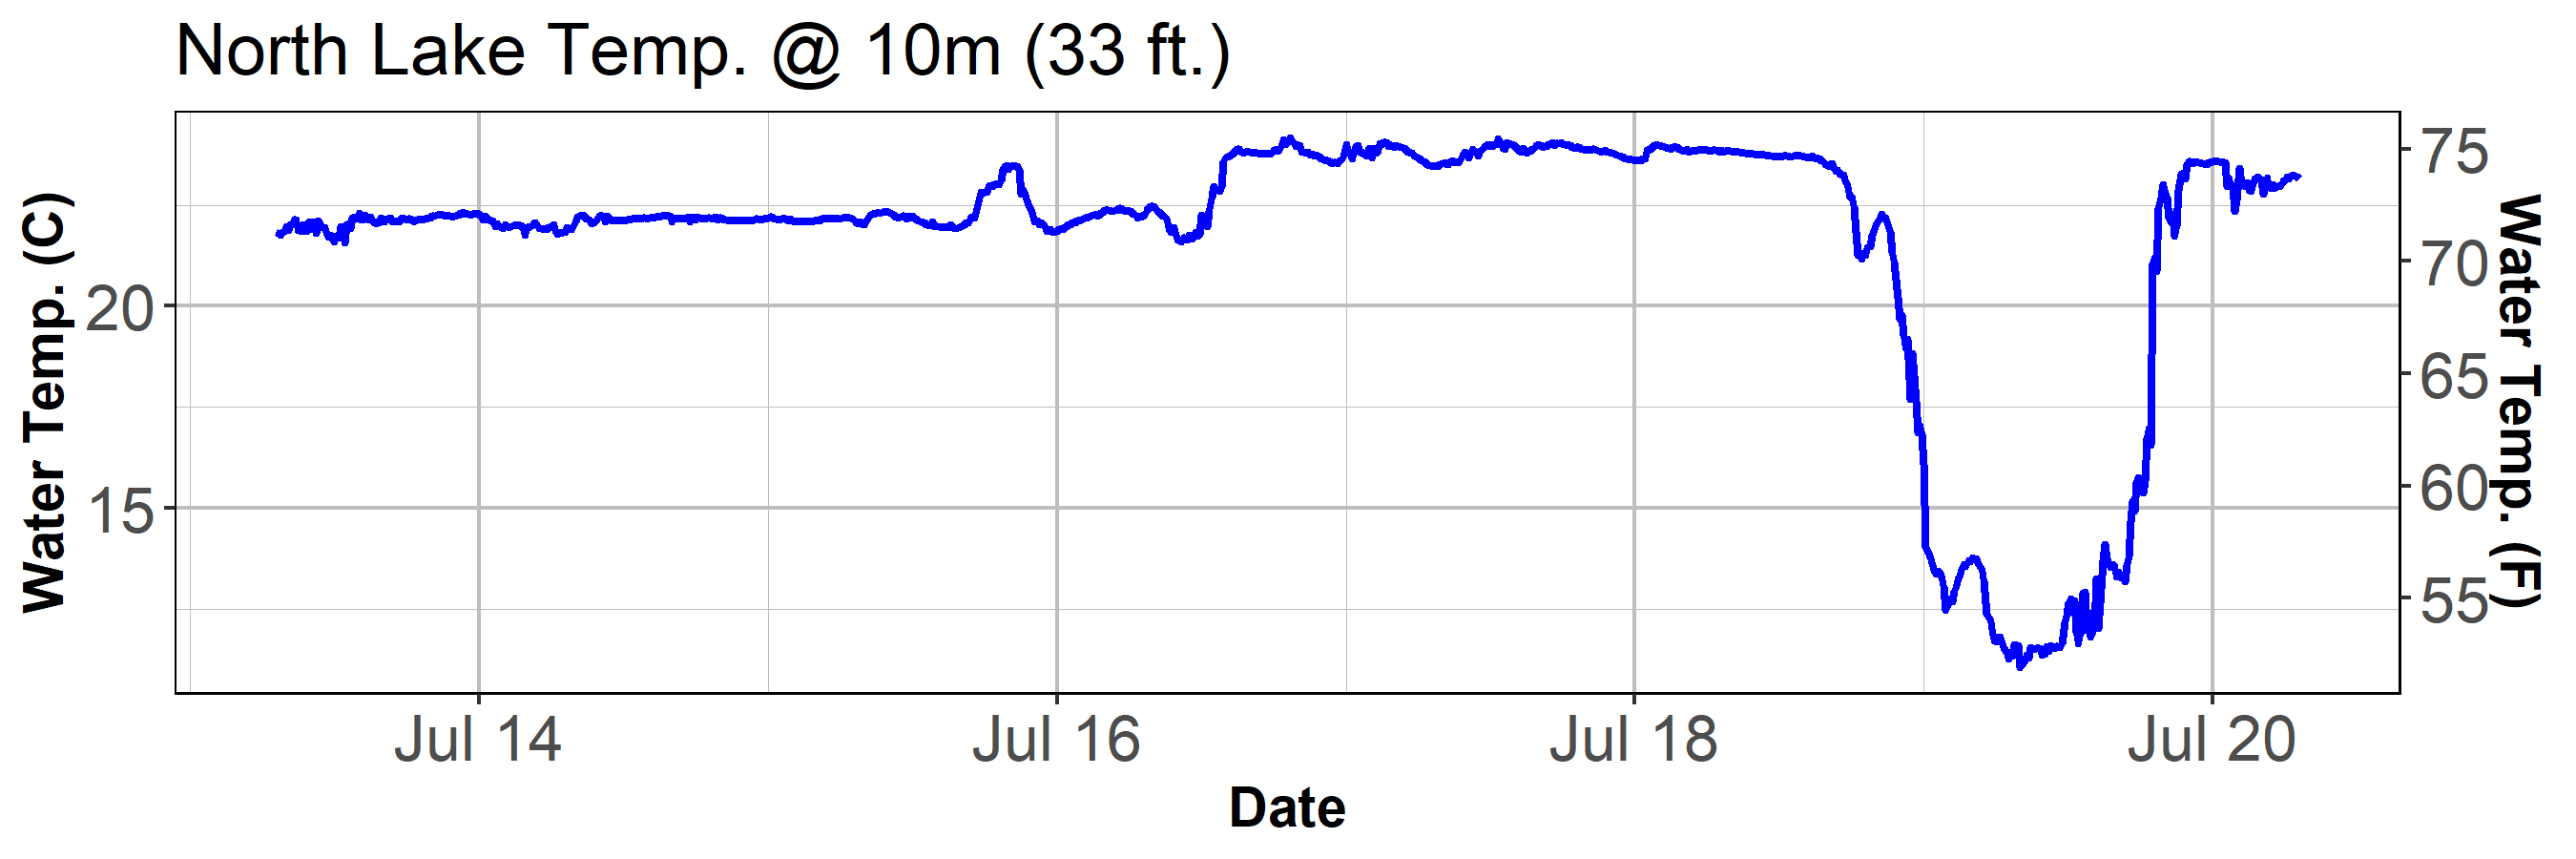 North Lake Temp. @ 10m (33 ft.)
Water Temp. (C)
20
15
75
70
65
60
55
Water Temp. (F)
Jul 14
Jul 16
Jul 18
Jul 20
Date